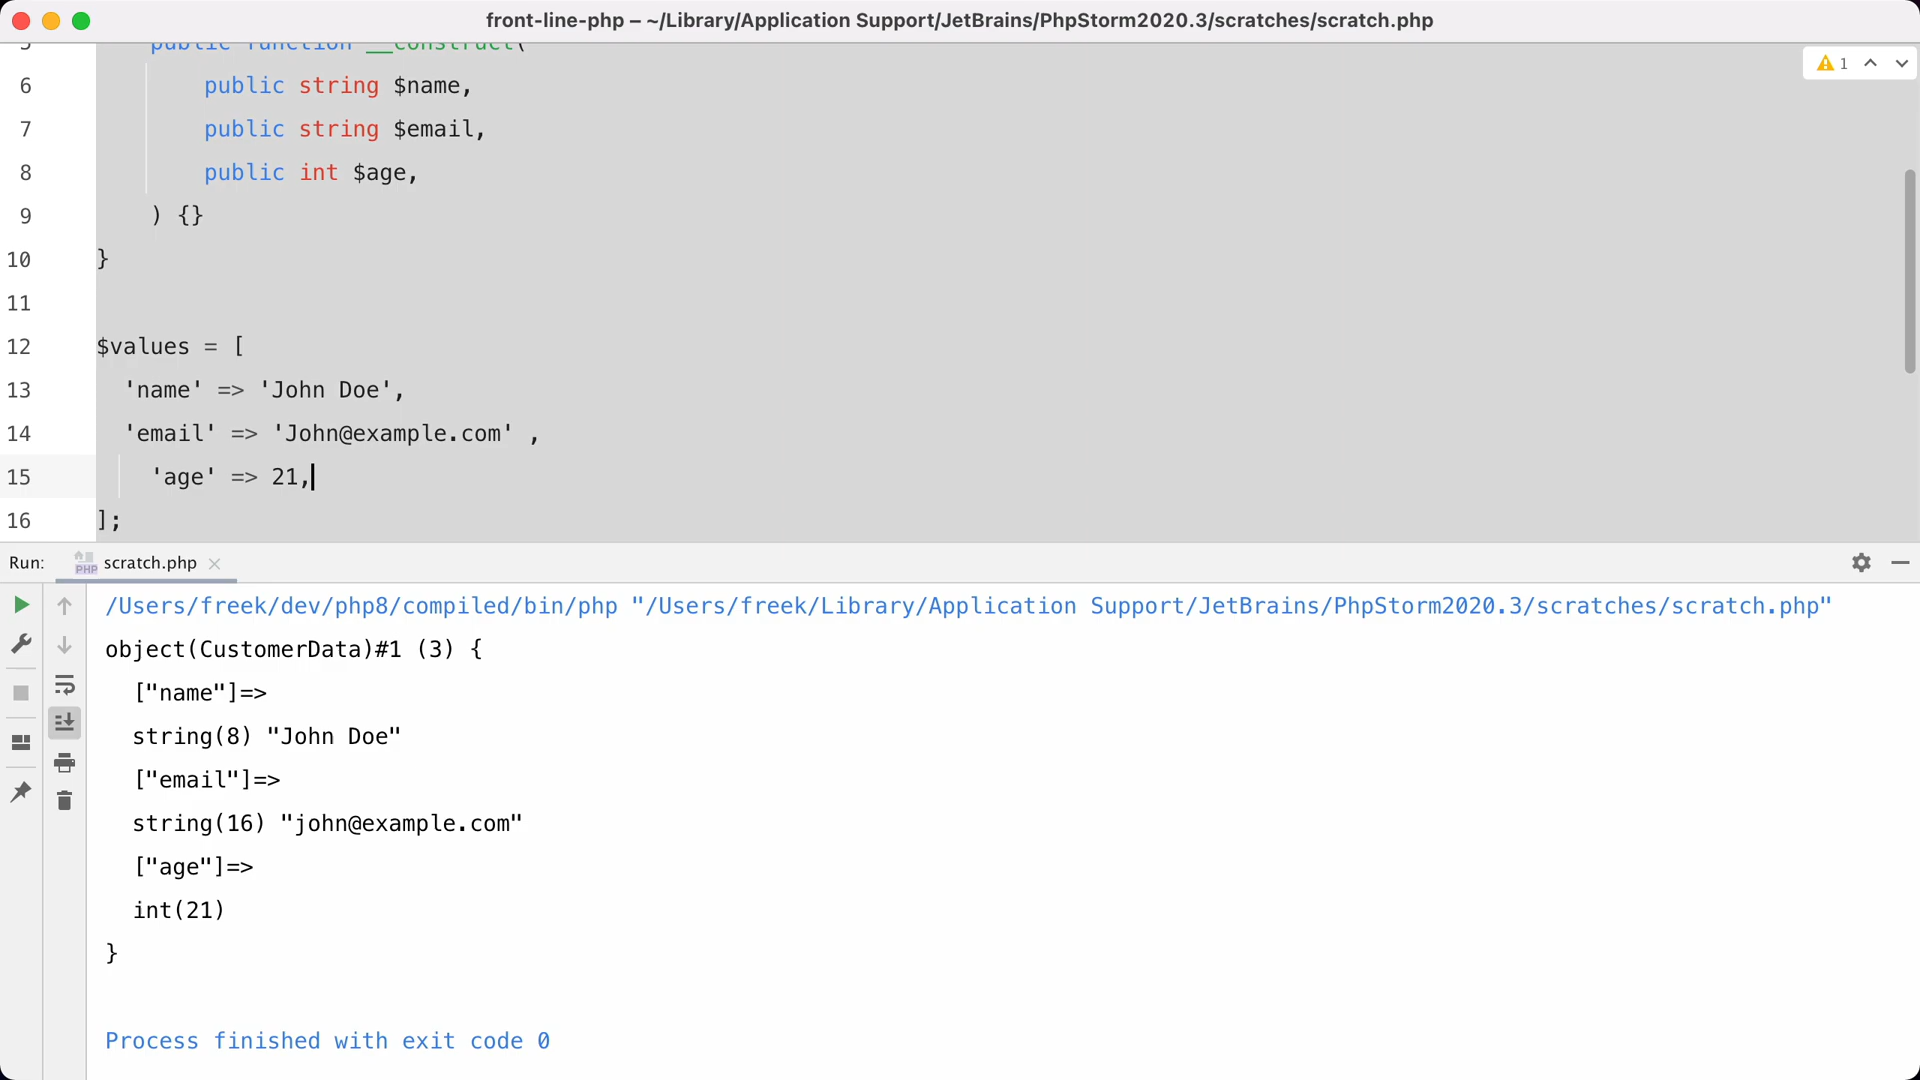 front-line-php – ~/Library/Application Support/JetBrains/PhpStorm2020.3/scratches/scratch.php
5 public function __construct(
6 public string $name,
7 public string $email,
8 public int $age,
9 ) {}
10 }
11
12 $values = [
13 'name' => 'John Doe',
14 'email' => 'John@example.com' ,
15 'age' => 21,
16 ];
1
Run: scratch.php
/Users/freek/dev/php8/compiled/bin/php "/Users/freek/Library/Application Support/JetBrains/PhpStorm2020.3/scratches/scratch.php"
object(CustomerData)#1 (3) {
["name"]=>
string(8) "John Doe"
["email"]=>
string(16) "john@example.com"
["age"]=>
int(21)
}
Process finished with exit code 0